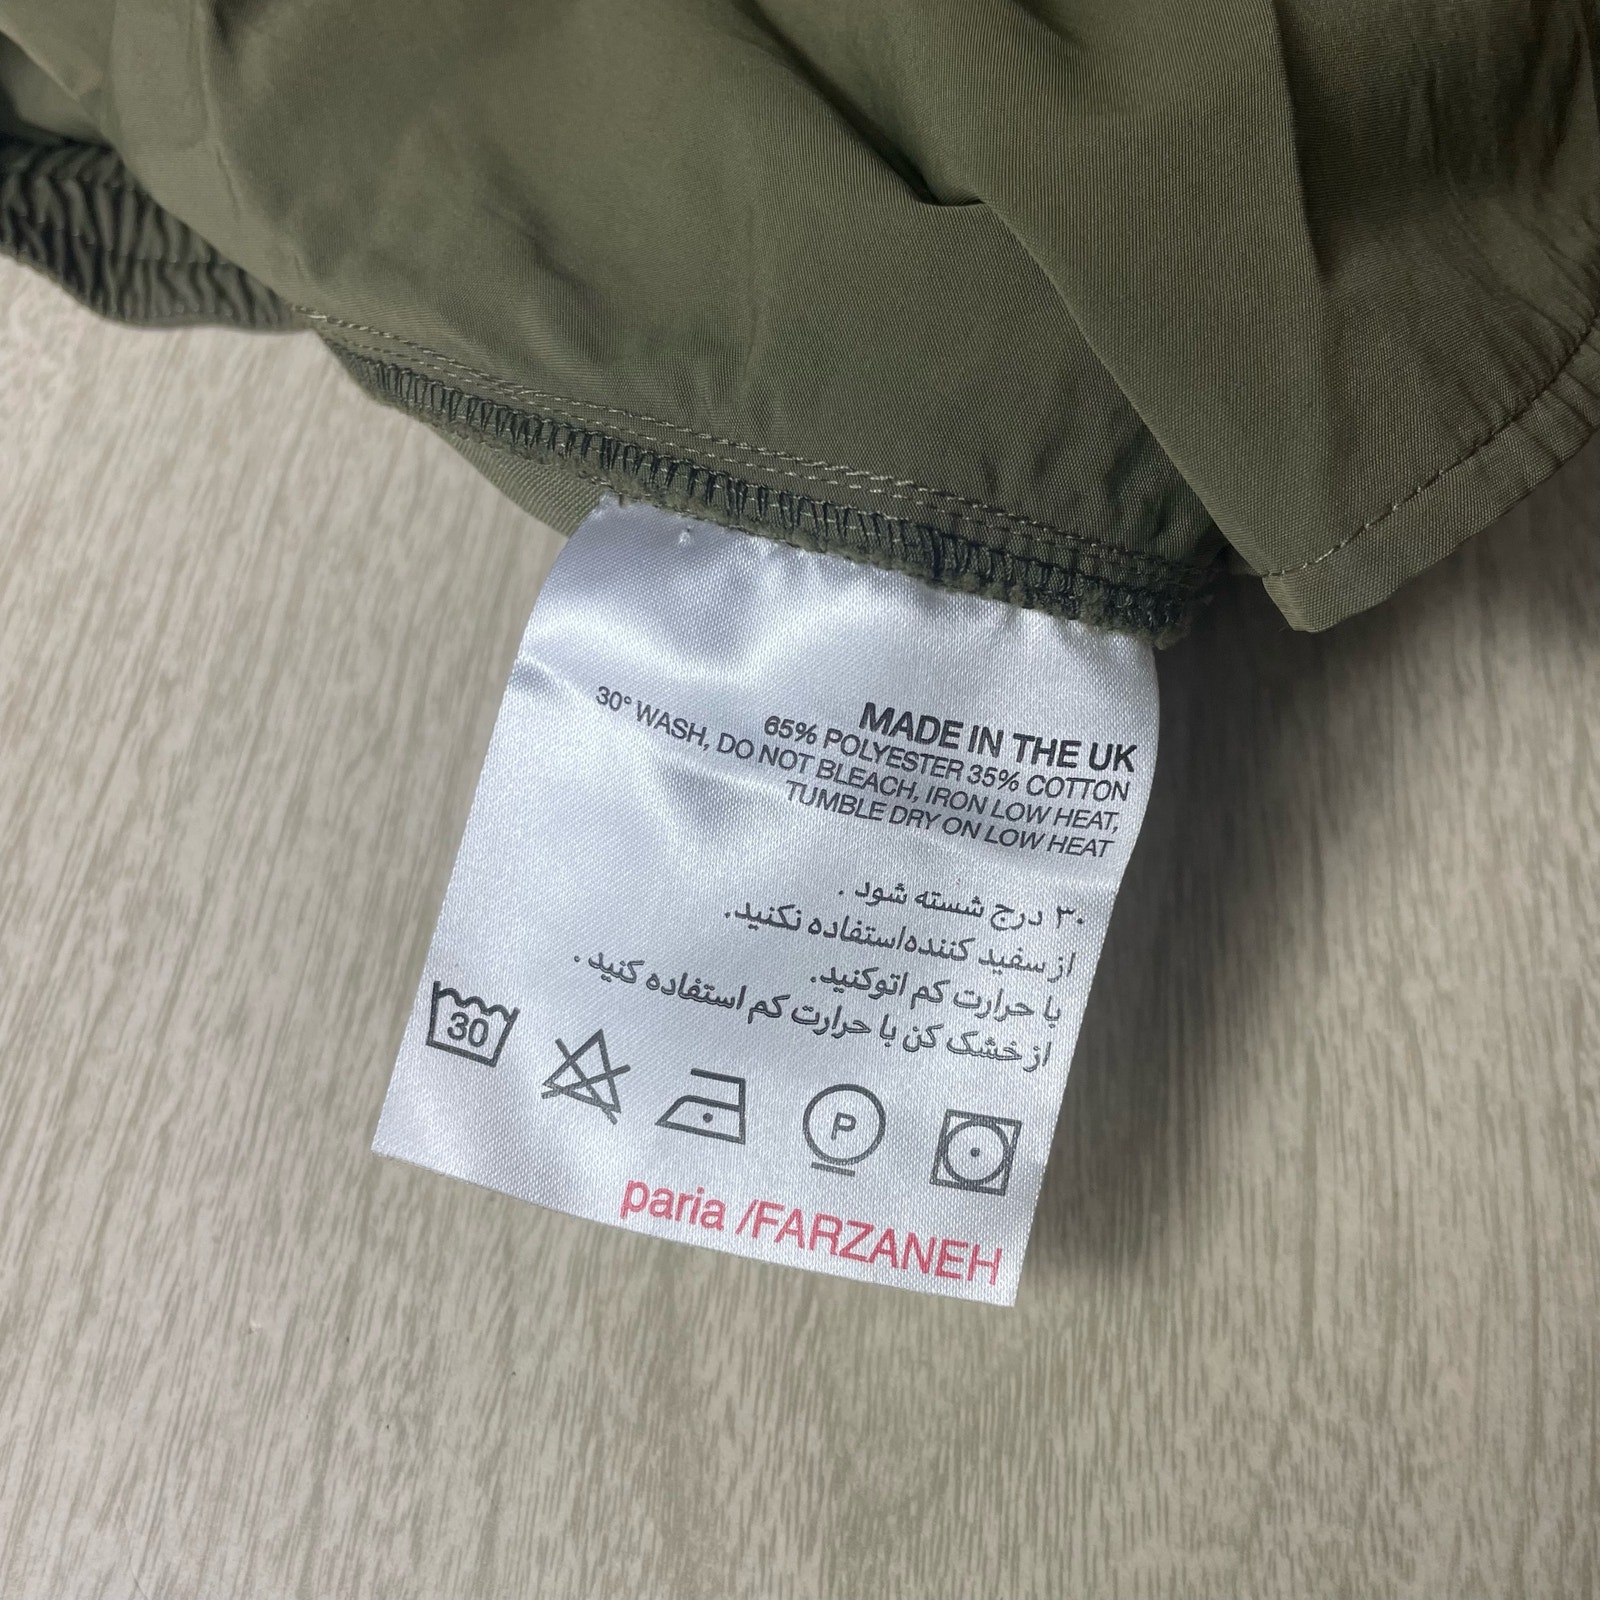 MADE IN THE UK
65% POLYESTER 35% COTTON
30° WASH, DO NOT BLEACH, IRON LOW HEAT,
TUMBLE DRY ON LOW HEAT
۳۰ درج شسته شود .
از سفید کننده استفاده نکنید.
با حرارت کم اتوکنید.
از خشک کن با حرارت کم استفاده کنید .
30
P
paria /FARZANEH